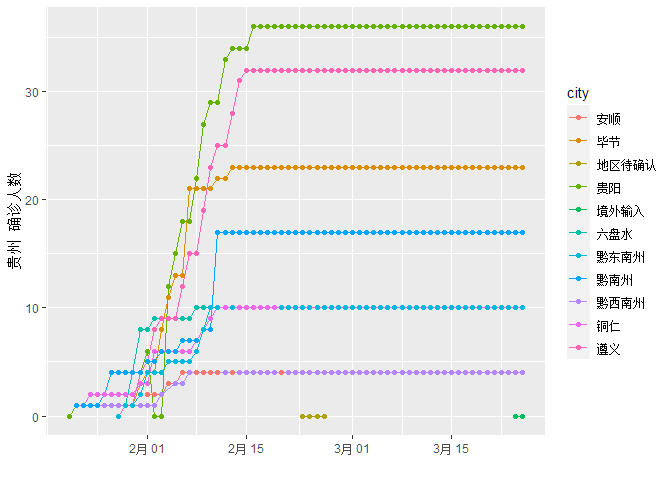 贵州 确诊人数
30
20
10
0
2月 01
2月 15
3月 01
3月 15
city
安顺
毕节
地区待确认
贵阳
境外输入
六盘水
黔东南州
黔南州
黔西南州
铜仁
遵义